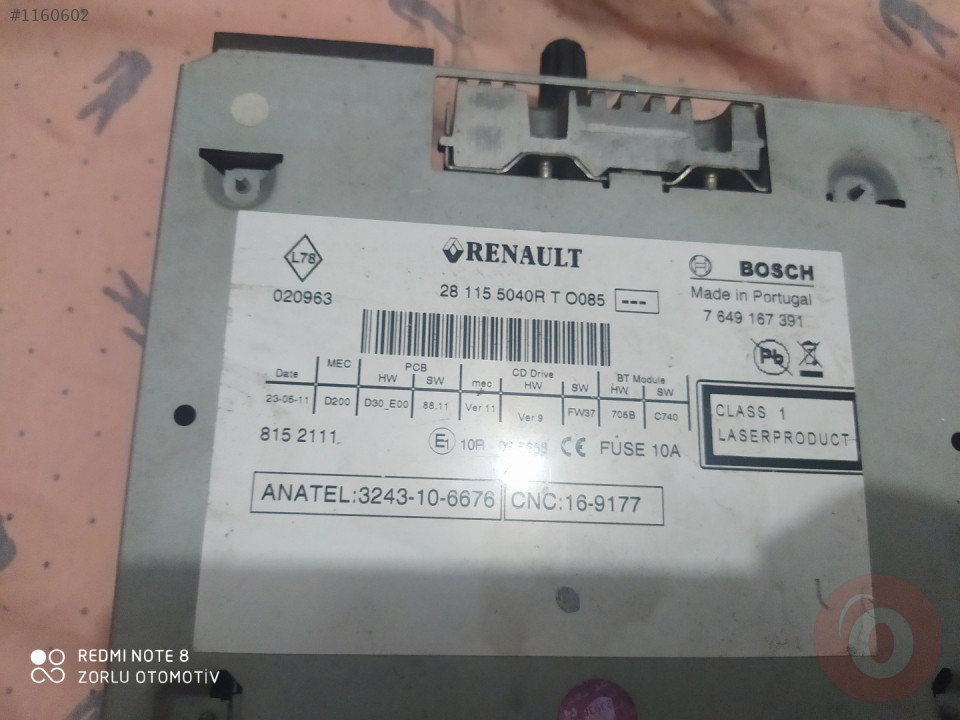 #1160602
L78
020963
RENAULT
28 115 5040R T O085 ---
BOSCH
Made in Portugal
7 649 167 391
Pb
Date MEC PCB CD Drive BT Module
HW SW mec HW SW HW SW
23-05-11 D200 D30_E00 88.11 Ver 11 Ver 9 FW37 705B C740
CLASS 1
LASERPRODUCT
815 2111
E1 10R - CE FUSE 10A
ANATEL:3243-10-6676 CNC:16-9177
REDMI NOTE 8
ZORLU OTOMOTİV